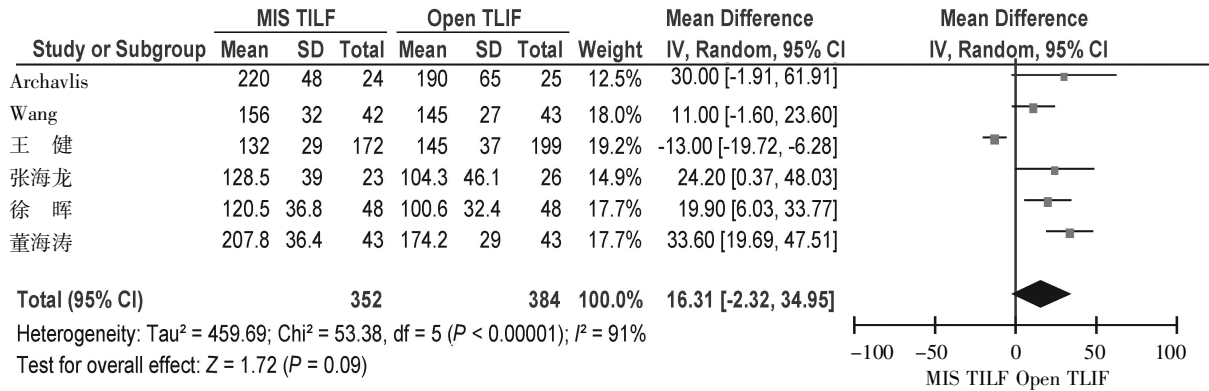 MIS TILF Open TLIF Mean Difference Mean Difference
Study or Subgroup Mean SD Total Mean SD Total Weight IV, Random, 95% CI IV, Random, 95% CI
Archavlis 220 48 24 190 65 25 12.5% 30.00 [-1.91, 61.91]
Wang 156 32 42 145 27 43 18.0% 11.00 [-1.60, 23.60]
王 健 132 29 172 145 37 199 19.2% -13.00 [-19.72, -6.28]
张海龙 128.5 39 23 104.3 46.1 26 14.9% 24.20 [0.37, 48.03]
徐 晖 120.5 36.8 48 100.6 32.4 48 17.7% 19.90 [6.03, 33.77]
董海涛 207.8 36.4 43 174.2 29 43 17.7% 33.60 [19.69, 47.51]
Total (95% CI) 352 384 100.0% 16.31 [-2.32, 34.95]
Heterogeneity: Tau² = 459.69; Chi² = 53.38, df = 5 (P < 0.00001); I² = 91%
Test for overall effect: Z = 1.72 (P = 0.09)
-100 -50 0 50 100
MIS TILF Open TLIF